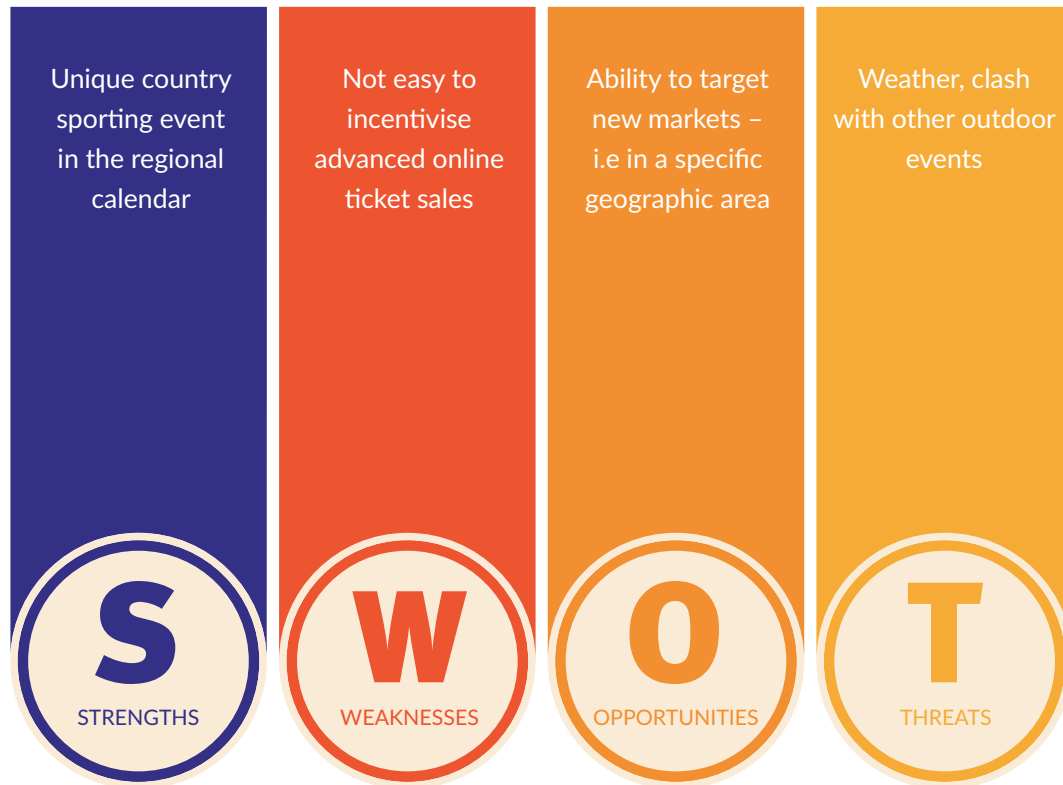 Unique country
sporting event
in the regional
calendar
Not easy to
incentivise
advanced online
ticket sales
Ability to target
new markets –
i.e in a specific
geographic area
Weather, clash
with other outdoor
events
S
STRENGTHS
W
WEAKNESSES
O
OPPORTUNITIES
T
THREATS